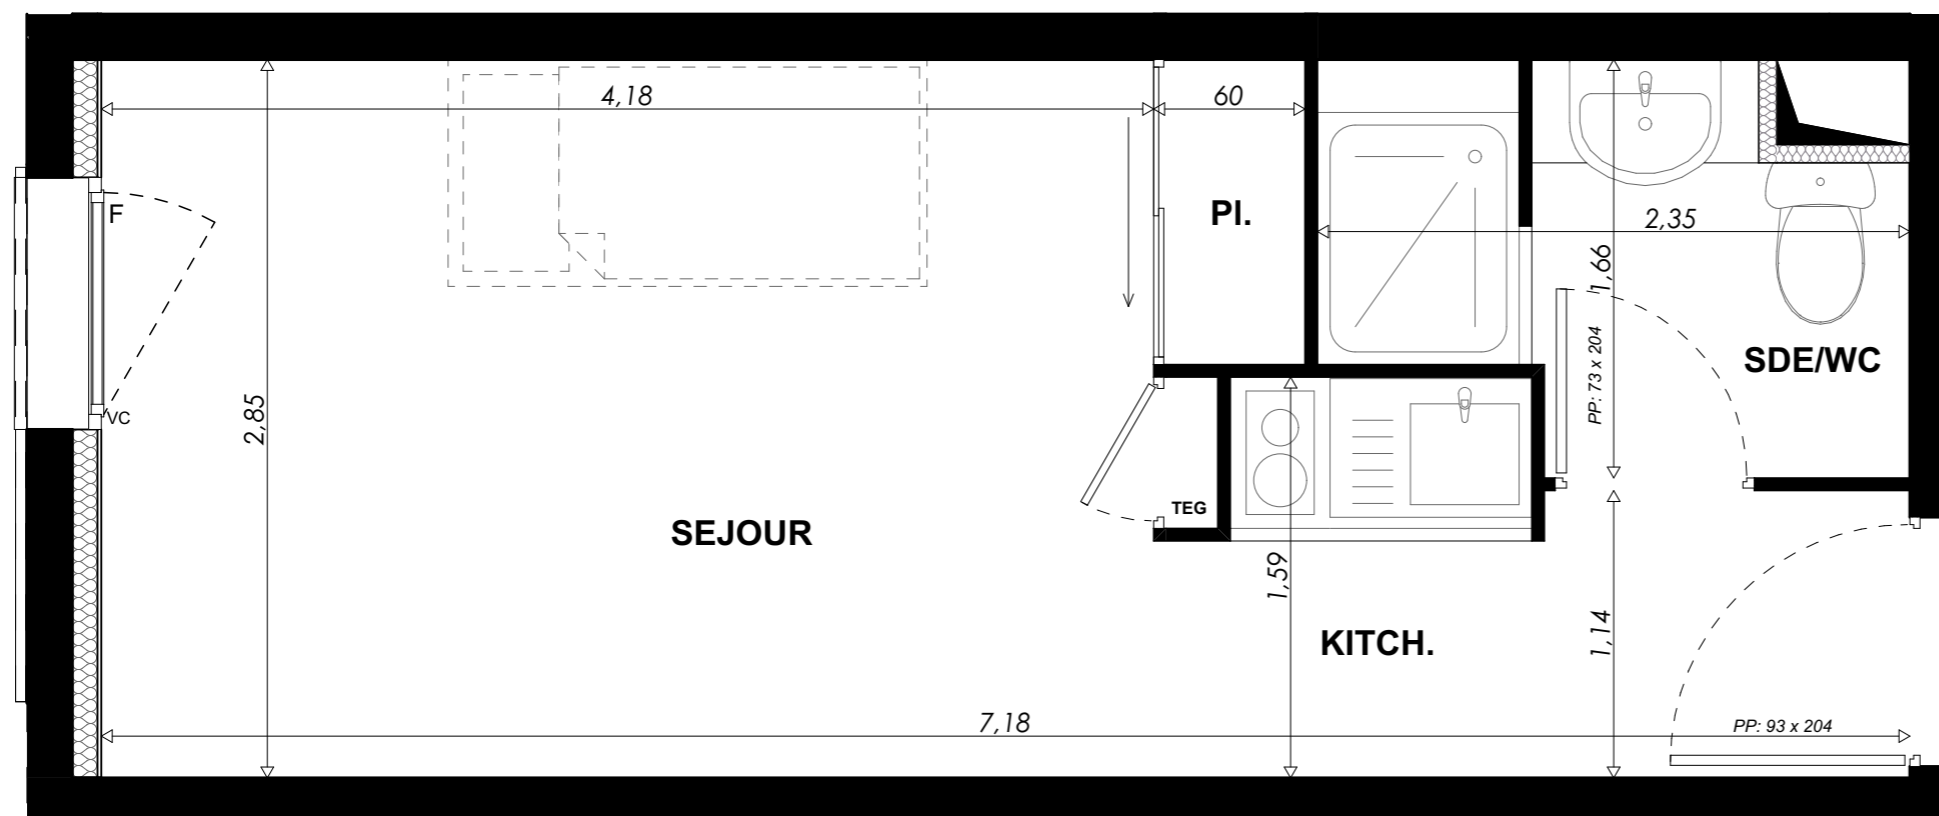 4,18
60
Pl.
F
2,35
1,66
PP: 73 x 204
SDE/WC
VC
2,85
TEG
SEJOUR
1,59
KITCH.
1,14
7,18
PP: 93 x 204